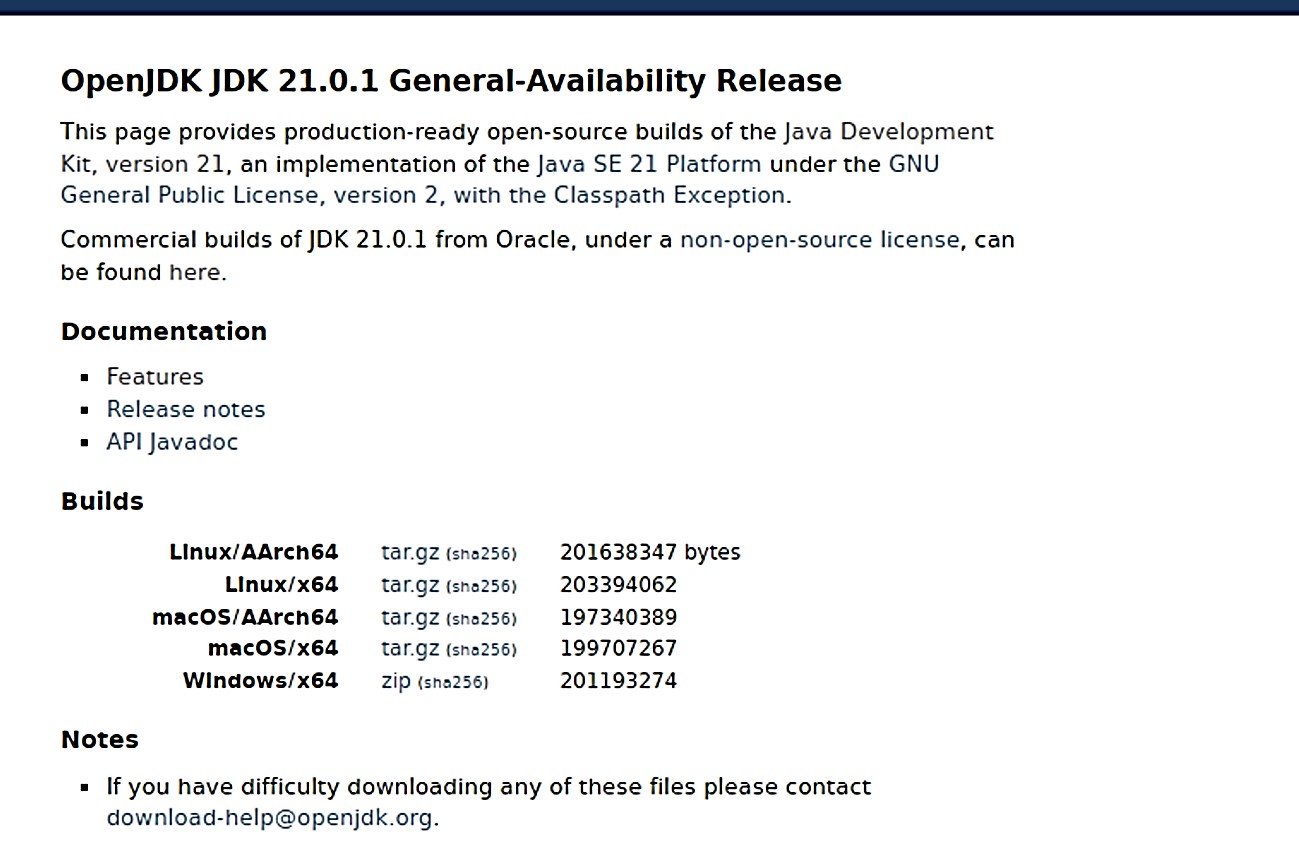 OpenJDK JDK 21.0.1 General-Availability Release
This page provides production-ready open-source builds of the Java Development
Kit, version 21, an implementation of the Java SE 21 Platform under the GNU
General Public License, version 2, with the Classpath Exception.
Commercial builds of JDK 21.0.1 from Oracle, under a non-open-source license, can
be found here.
Documentation
▪ Features
▪ Release notes
▪ API Javadoc
Builds
Linux/AArch64 tar.gz (sha256) 201638347 bytes
Linux/x64 tar.gz (sha256) 203394062
macOS/AArch64 tar.gz (sha256) 197340389
macOS/x64 tar.gz (sha256) 199707267
Windows/x64 zip (sha256) 201193274
Notes
▪ If you have difficulty downloading any of these files please contact
download-help@openjdk.org.